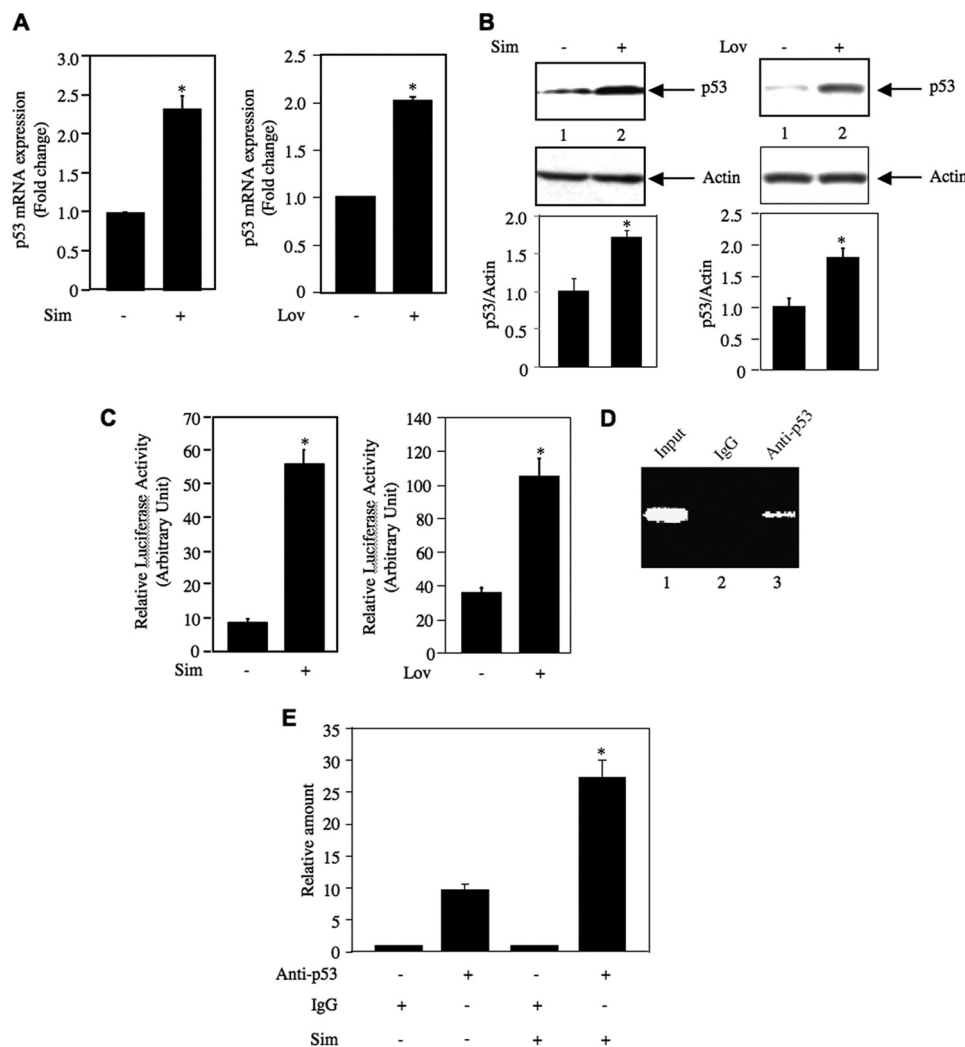 A
p53 mRNA expression
(Fold change)
3.0
2.5
2.0
1.5
1.0
0.5
0
*
Sim - +
p53 mRNA expression
(Fold change)
2.5
2.0
1.5
1.0
0.5
0
*
Lov - +
B
Sim - +
p53
1 2
Actin
p53/Actin
2.0
1.5
1.0
0.5
0
*
Lov - +
p53
1 2
Actin
p53/Actin
2.5
2.0
1.5
1.0
0.5
0
*
C
Relative Luciferase Activity
(Arbitrary Unit)
70
60
50
40
30
20
10
0
*
Sim - +
Relative Luciferase Activity
(Arbitrary Unit)
140
120
100
80
60
40
20
0
*
Lov - +
D
Input IgG Anti-p53
1 2 3
E
Relative amount
35
30
25
20
15
10
5
0
*
Anti-p53 - + - +
IgG + - + -
Sim + +